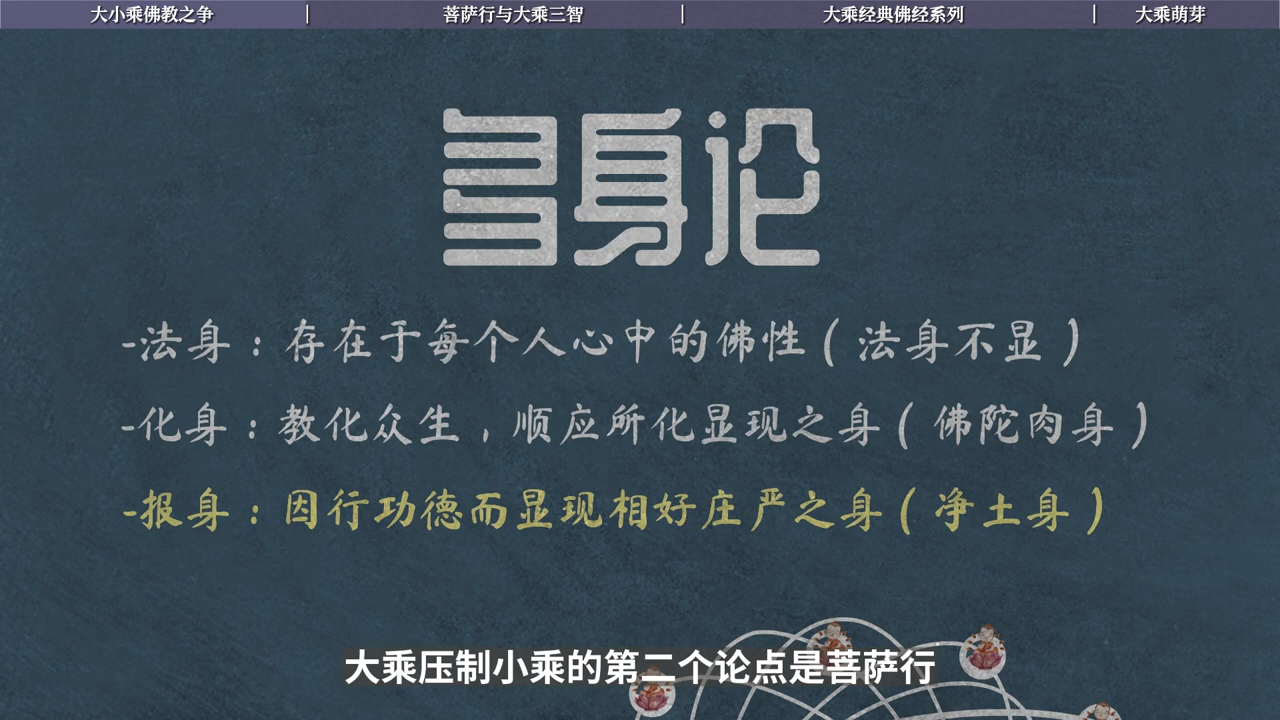 大小乘佛教之争 | 菩萨行与大乘三智 | 大乘经典佛经系列 | 大乘萌芽
多身论
-法身：存在于每个人心中的佛性（法身不显）
-化身：教化众生，顺应所化显现之身（佛陀肉身）
-报身：因行功德而显现相好庄严之身（净土身）
大乘压制小乘的第二个论点是菩萨行